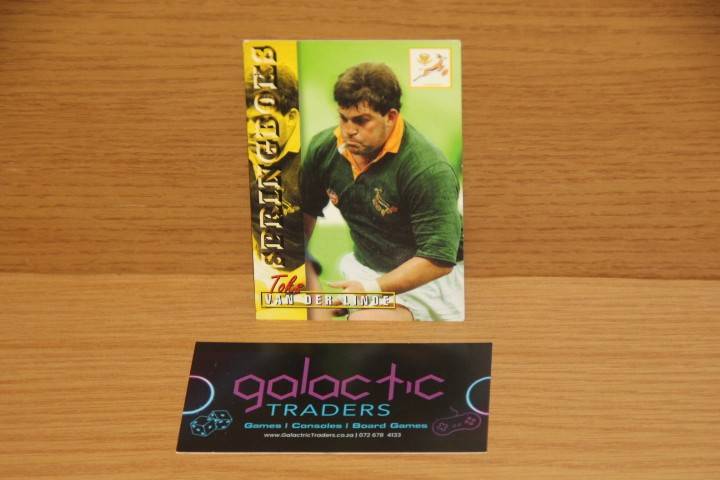 SPRINGBOKS
Toks
VAN DER LINDE
galactic
TRADERS
Games | Consoles | Board Games
www.GalacticTraders.co.za | 072 678 4133